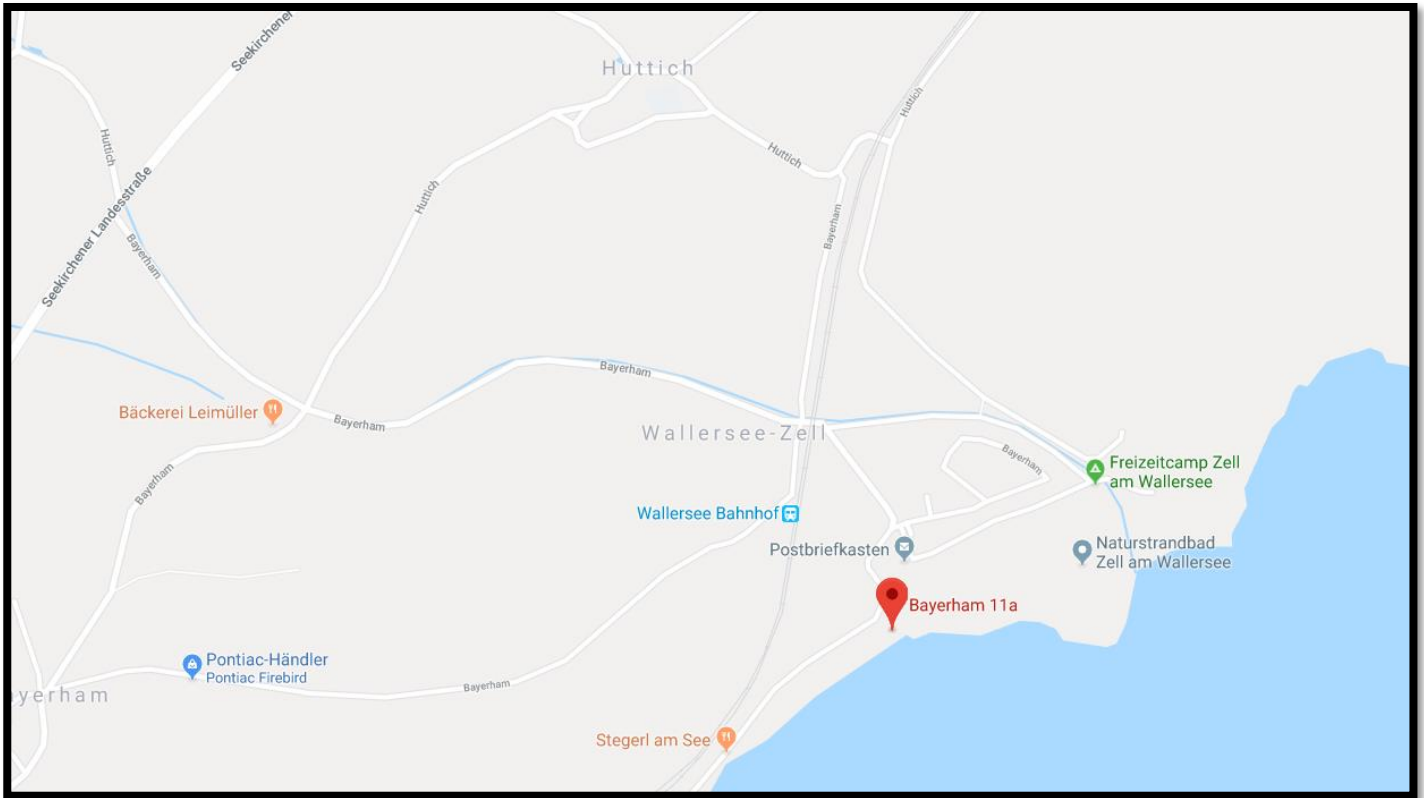 Seekirchener
Huttich
Huttich
Huttich
Huttich
Seekirchener Landesstraße
Huttich
Bayerham
Bayerham
Bayerham
Bäckerei Leimüller
Bayerham
Wallersee-Zell
Bayerham
Freizeitcamp Zell
am Wallersee
Bayerham
Wallersee Bahnhof
Postbriefkasten
Naturstrandbad
Zell am Wallersee
Bayerham 11a
Pontiac-Händler
Pontiac Firebird
yerham
Bayerham
Stegerl am See